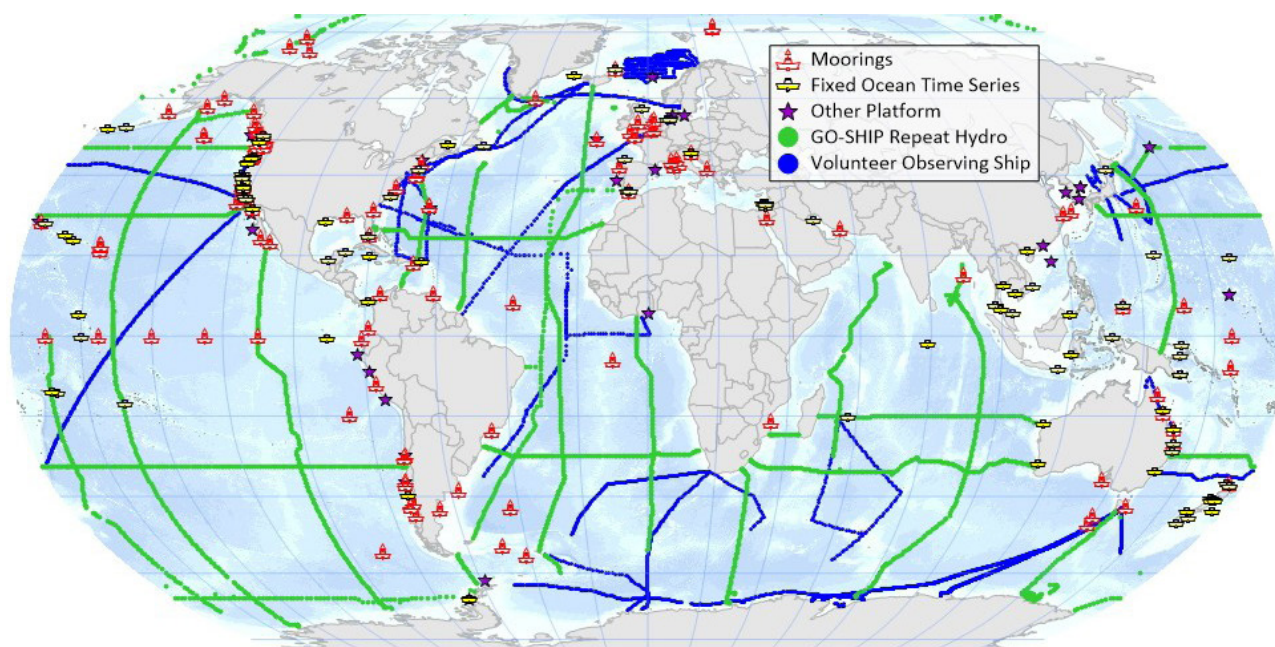 Moorings
Fixed Ocean Time Series
Other Platform
GO-SHIP Repeat Hydro
Volunteer Observing Ship